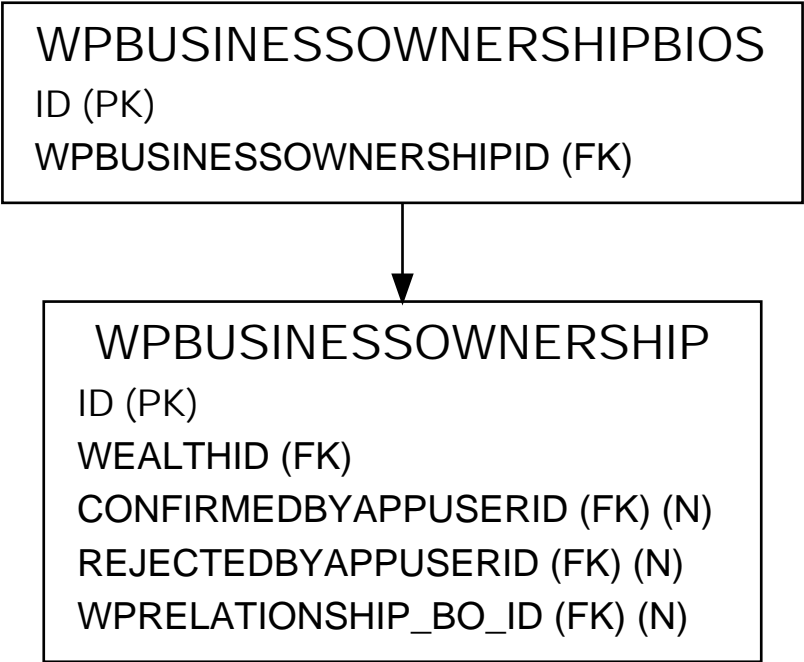 WPBUSINESSOWNERSHIPBIOS
ID (PK)
WPBUSINESSOWNERSHIPID (FK)
WPBUSINESSOWNERSHIP
ID (PK)
WEALTHID (FK)
CONFIRMEDBYAPPUSERID (FK) (N)
REJECTEDBYAPPUSERID (FK) (N)
WPRELATIONSHIP_BO_ID (FK) (N)